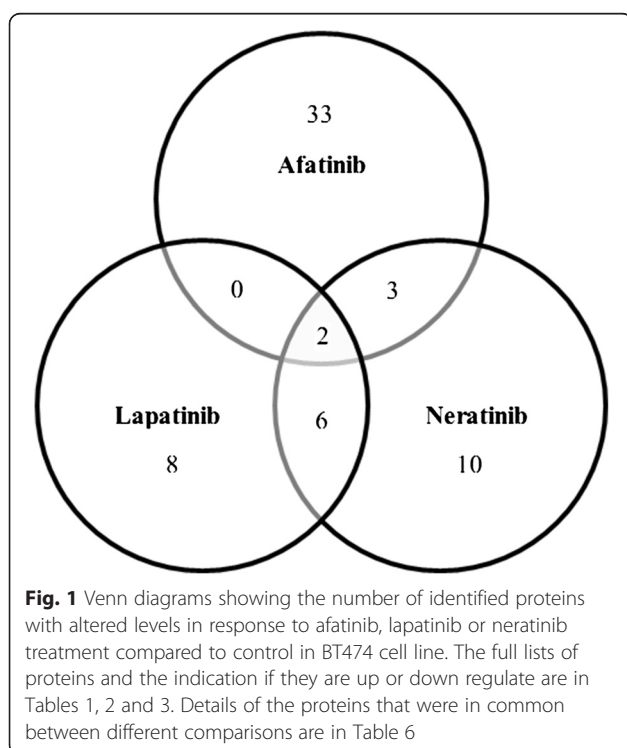 33
Afatinib
0
3
2
Lapatinib
6
Neratinib
8
10
Fig. 1 Venn diagrams showing the number of identified proteins
with altered levels in response to afatinib, lapatinib or neratinib
treatment compared to control in BT474 cell line. The full lists of
proteins and the indication if they are up or down regulate are in
Tables 1, 2 and 3. Details of the proteins that were in common
between different comparisons are in Table 6